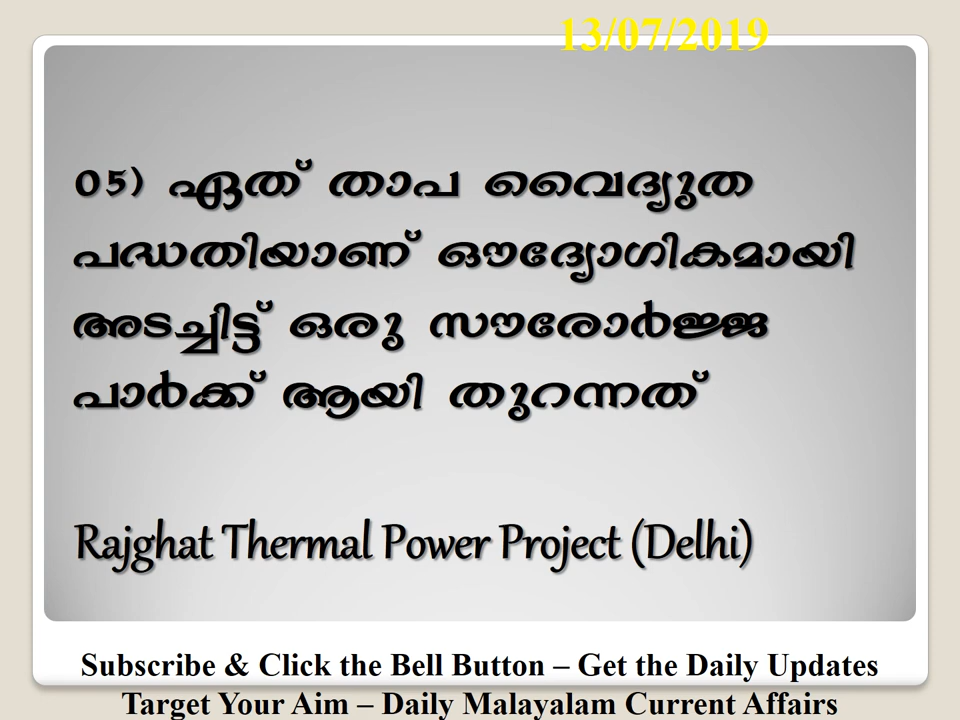 13/07/2019
05) ഏത് താപ വൈദ്യുത
പദ്ധതിയാണ് ഔദ്യോഗികമായി
അടച്ചിട്ട് ഒരു സൗരോർജ്ജ
പാർക്ക് ആയി തുറന്നത്
Rajghat Thermal Power Project (Delhi)
Subscribe & Click the Bell Button – Get the Daily Updates
Target Your Aim – Daily Malayalam Current Affairs